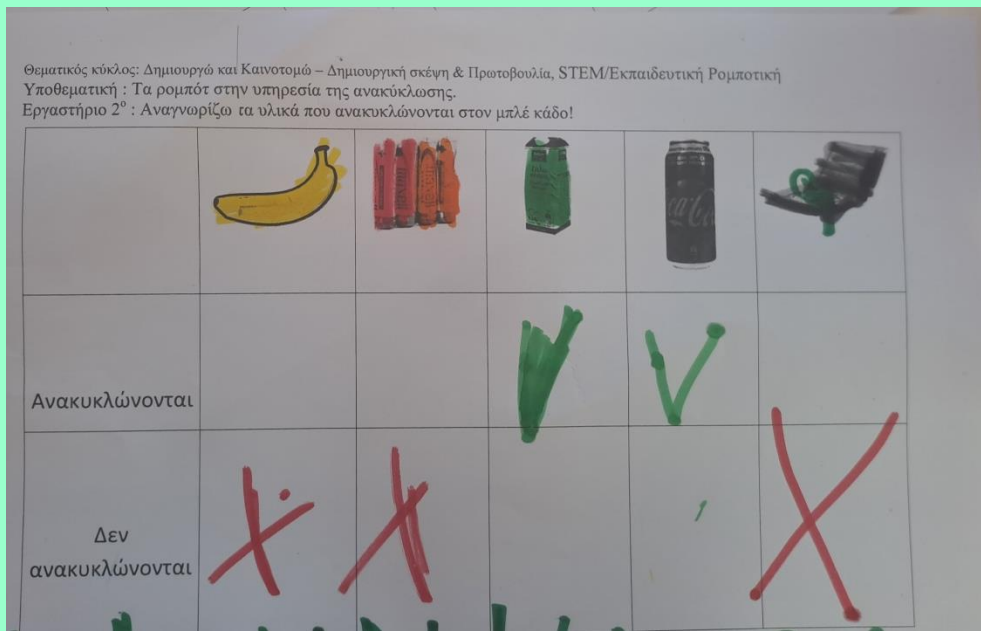 Θεματικός κύκλος: Δημιουργώ και Καινοτομώ – Δημιουργική σκέψη & Πρωτοβουλία, STEM/Εκπαιδευτική Ρομποτική
Υποθεματική : Τα ρομπότ στην υπηρεσία της ανακύκλωσης.
Εργαστήριο 2ο : Αναγνωρίζω τα υλικά που ανακυκλώνονται στον μπλέ κάδο!
Ανακυκλώνονται
Δεν
ανακυκλώνονται